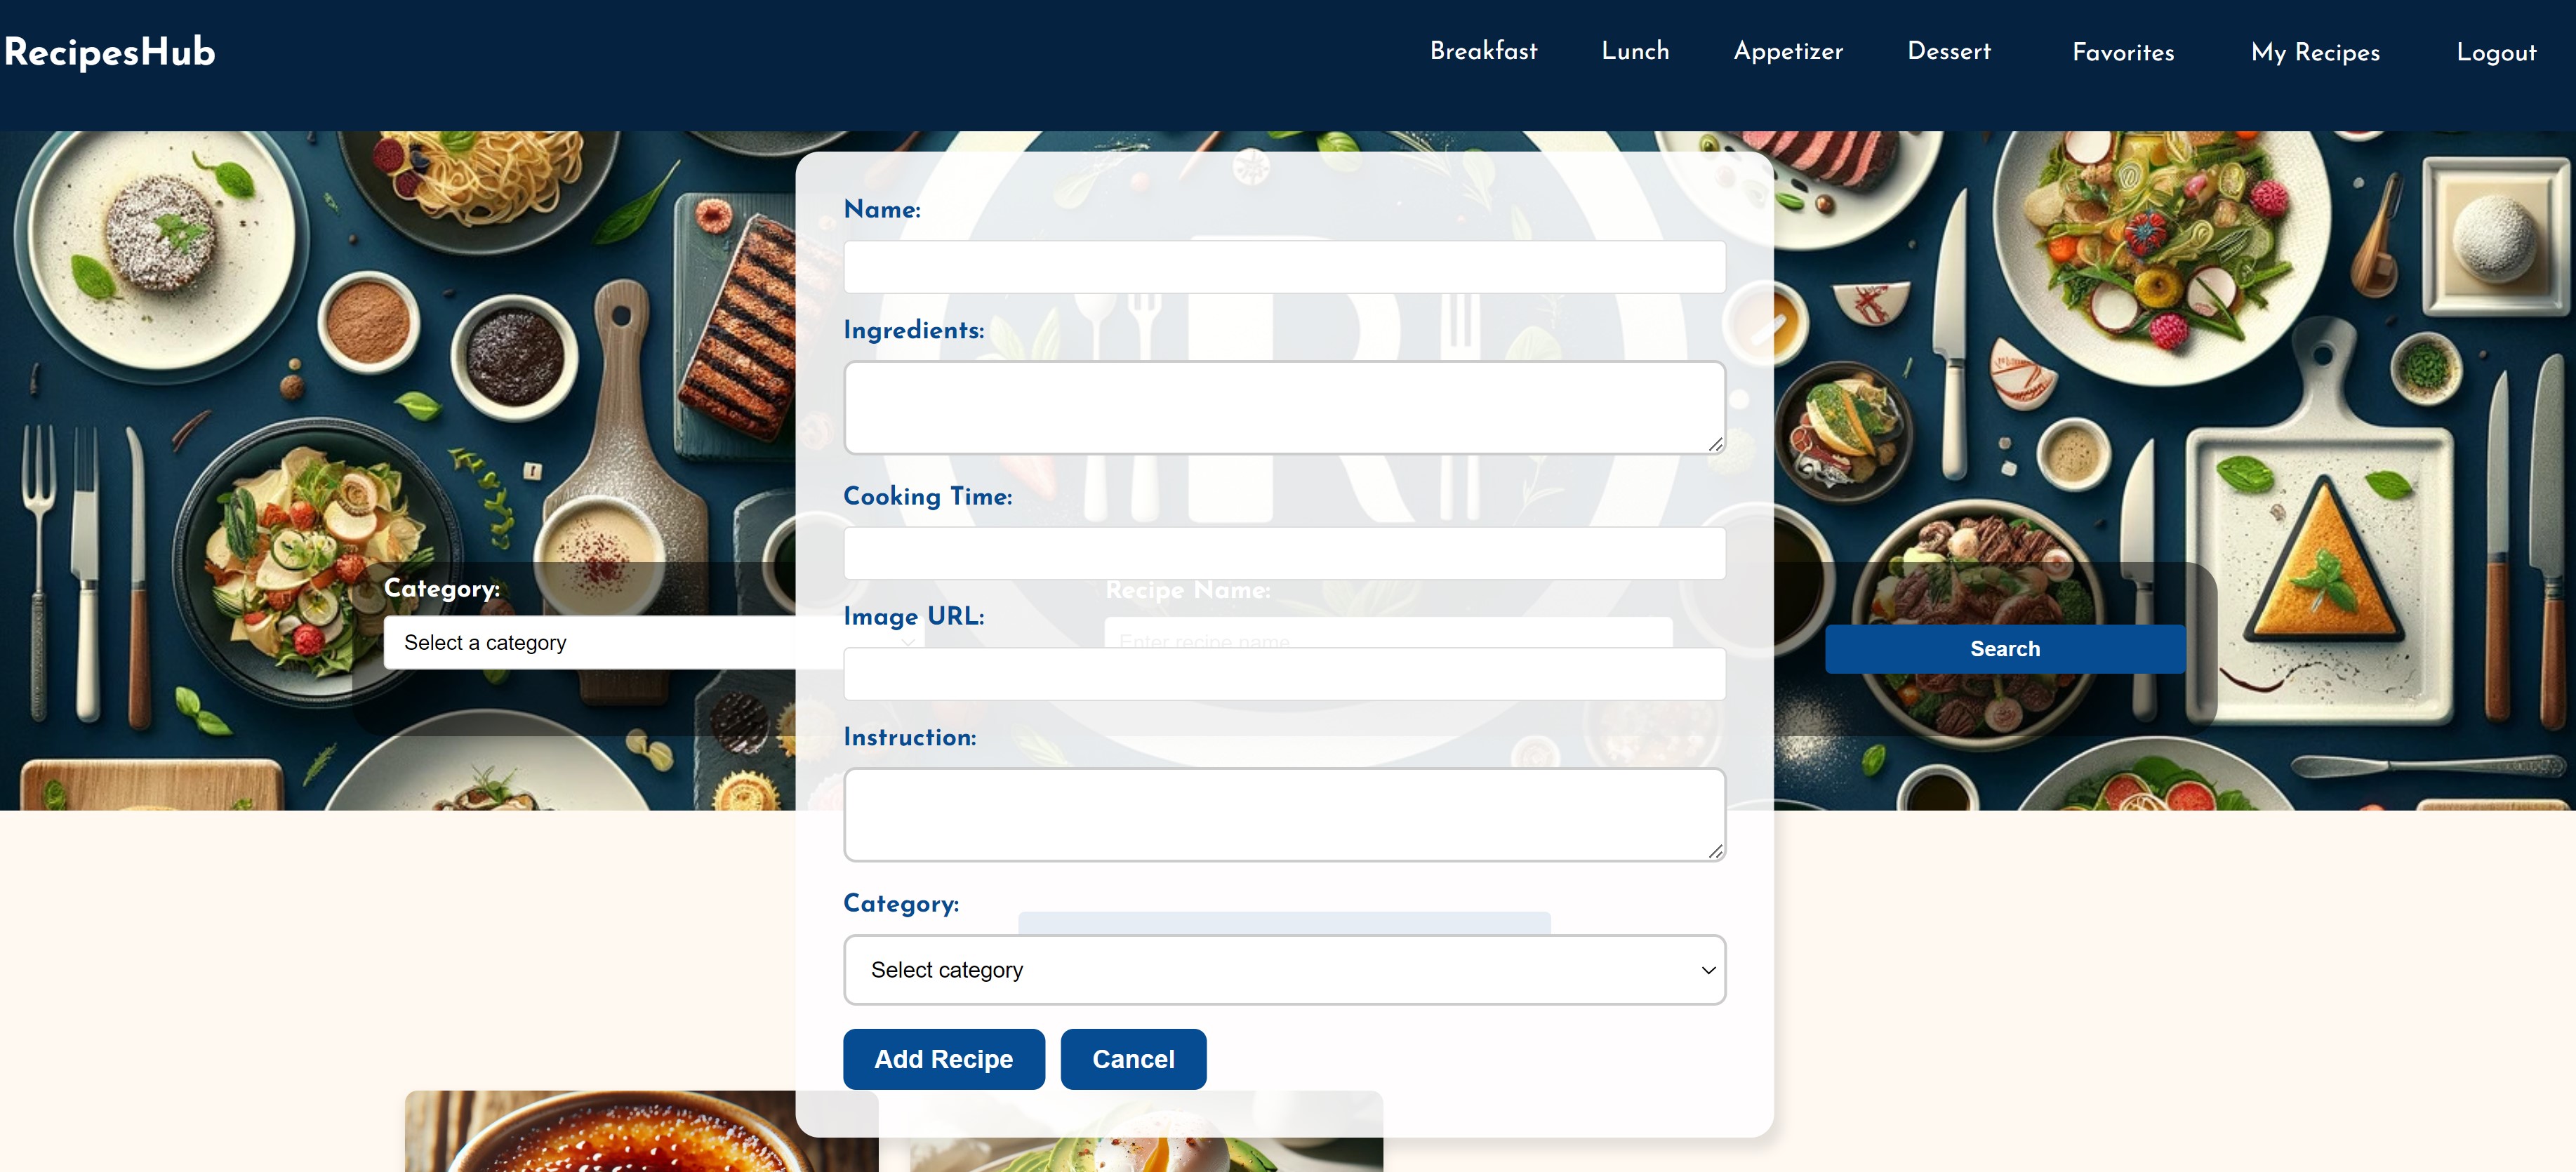 RecipesHub
Breakfast Lunch Appetizer Dessert Favorites My Recipes Logout
Name:
Ingredients:
Cooking Time:
Category:
Recipe Name:
Image URL:
Select a category
Enter recipe name
Search
Instruction:
Category:
Select category
Add Recipe Cancel
R